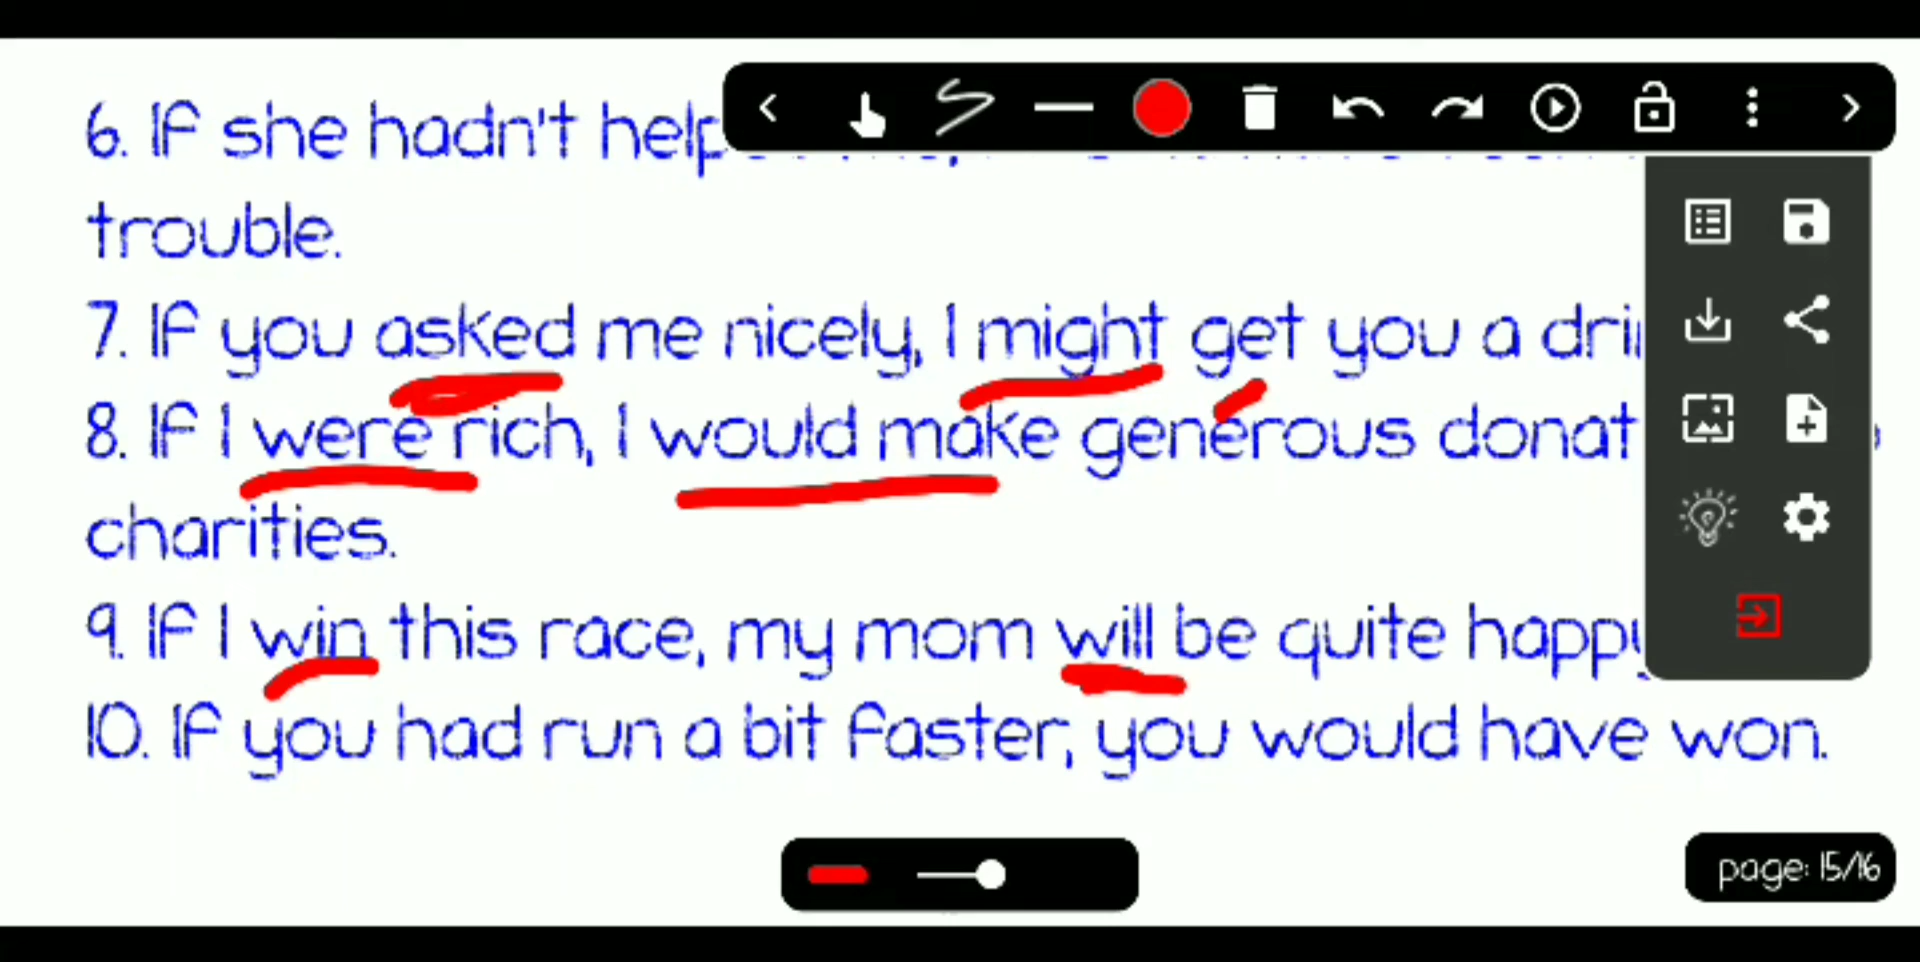 6. If she hadn't help
trouble.
7. If you asked me nicely, I might get you a dri
8. If I were rich, I would make generous donat
charities.
9. If I win this race, my mom will be quite happy
10. If you had run a bit faster, you would have won.
page: 15/16